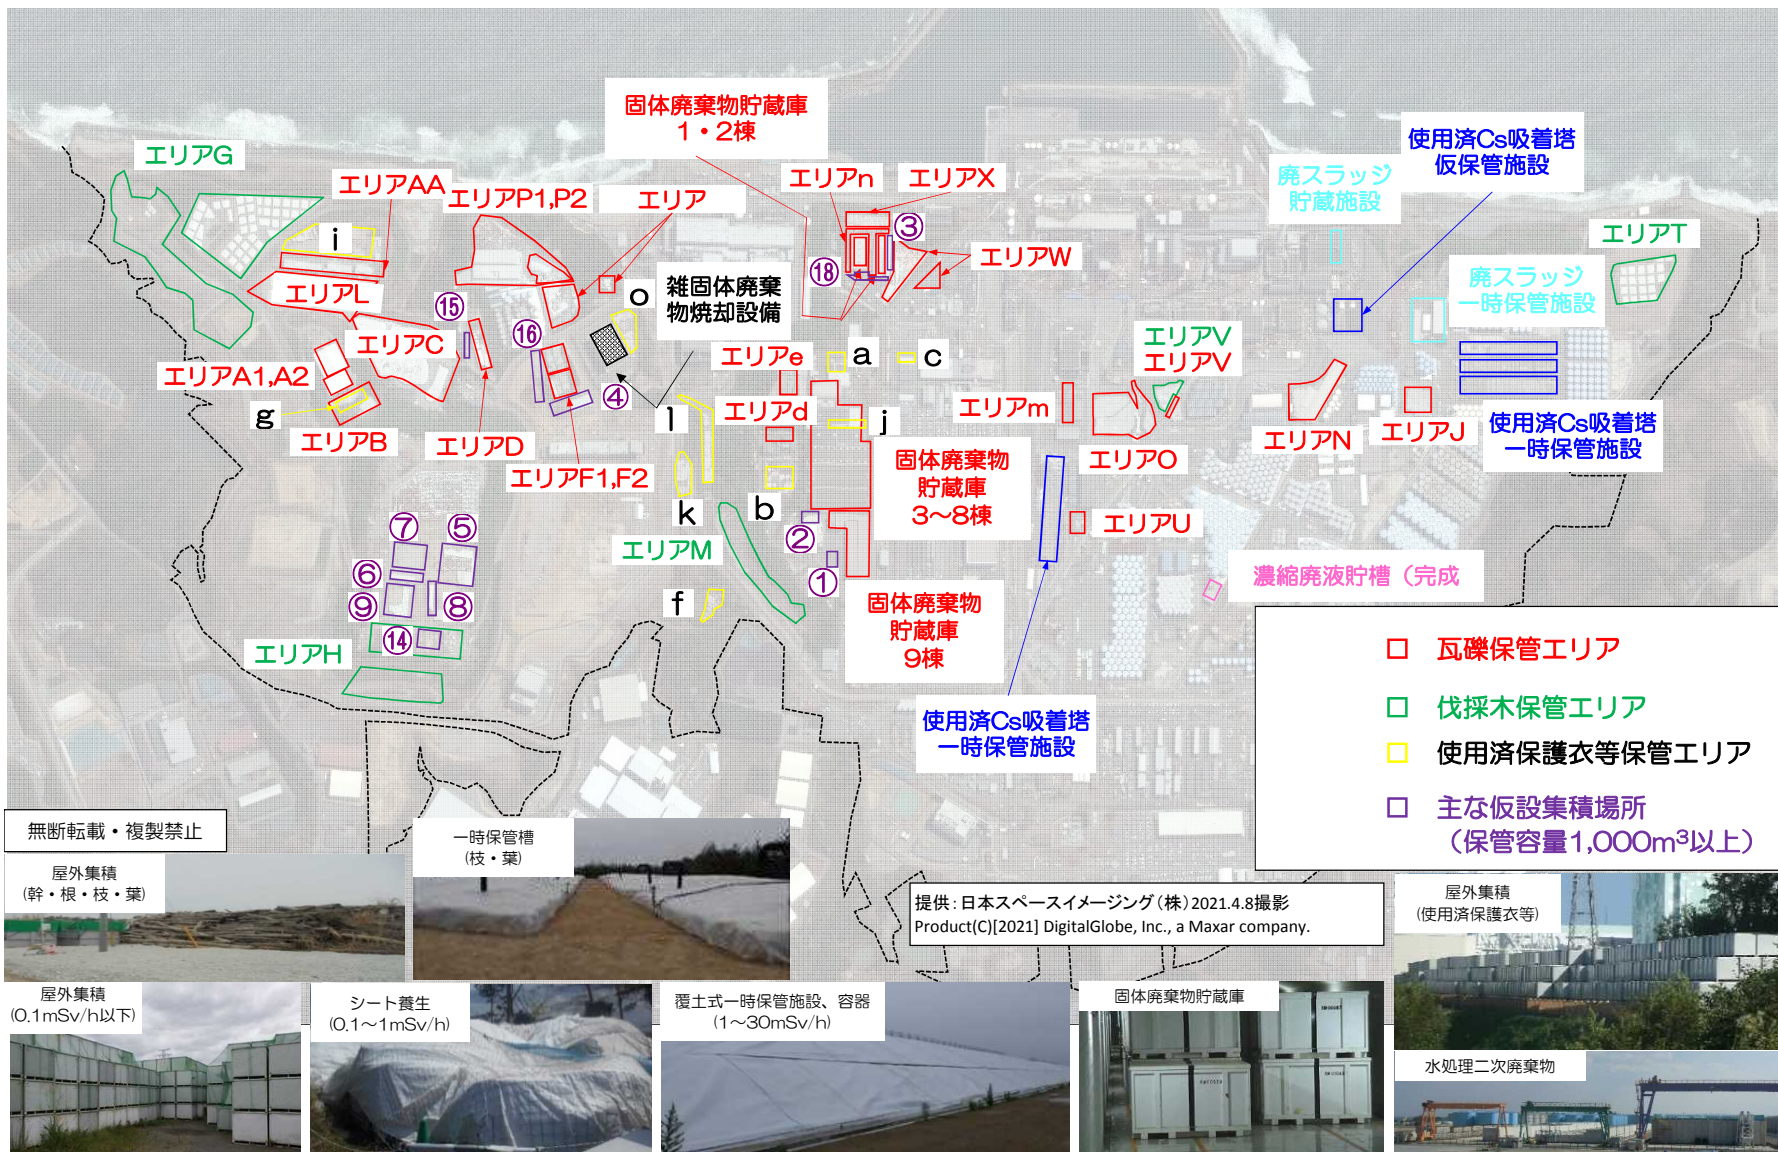 固体廃棄物貯蔵庫
1・2棟
エリアG
エリアAA
エリアP1,P2
エリア
エリアn
エリアX
使用済Cs吸着塔
仮保管施設
廃スラッジ
貯蔵施設
エリアT
i
③
エリアW
⑱
エリアL
⑮
o
雑固体廃棄
物焼却設備
廃スラッジ
一時保管施設
エリアC
⑯
エリアe
a
c
エリアV
エリアV
エリアA1,A2
④
g
エリアB
エリアD
l
エリアd
j
エリアm
エリアN
エリアJ
使用済Cs吸着塔
一時保管施設
エリアF1,F2
エリアO
固体廃棄物
貯蔵庫
3～8棟
k
b
⑦
⑤
エリアM
②
エリアU
⑥
①
濃縮廃液貯槽（完成
⑨
⑧
f
固体廃棄物
貯蔵庫
9棟
⑭
エリアH
使用済Cs吸着塔
一時保管施設
瓦礫保管エリア
伐採木保管エリア
使用済保護衣等保管エリア
主な仮設集積場所
（保管容量1,000m³以上）
無断転載・複製禁止
屋外集積
(幹・根・枝・葉)
一時保管槽
(枝・葉)
提供：日本スペースイメージング（株）2021.4.8撮影
Product(C)[2021] DigitalGlobe, Inc., a Maxar company.
屋外集積
(使用済保護衣等)
屋外集積
(0.1mSv/h以下)
シート養生
(0.1～1mSv/h)
覆土式一時保管施設、容器
(1～30mSv/h)
固体廃棄物貯蔵庫
水処理二次廃棄物